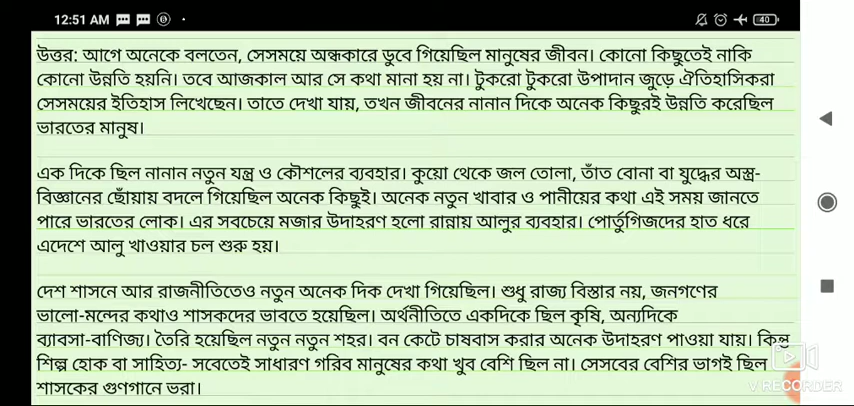 12:51 AM
40
উত্তর: আগে অনেকে বলতেন, সেসময়ে অন্ধকারে ডুবে গিয়েছিল মানুষের জীবন। কোনো কিছুতেই নাকি
কোনো উন্নতি হয়নি। তবে আজকাল আর সে কথা মানা হয় না। টুকরো টুকরো উপাদান জুড়ে ঐতিহাসিকরা
সেসময়ের ইতিহাস লিখেছেন। তাতে দেখা যায়, তখন জীবনের নানান দিকে অনেক কিছুরই উন্নতি করেছিল
ভারতের মানুষ।
এক দিকে ছিল নানান নতুন যন্ত্র ও কৌশলের ব্যবহার। কুয়ো থেকে জল তোলা, তাঁত বোনা বা যুদ্ধের অস্ত্র-
বিজ্ঞানের ছোঁয়ায় বদলে গিয়েছিল অনেক কিছুই। অনেক নতুন খাবার ও পানীয়ের কথা এই সময় জানতে
পারে ভারতের লোক। এর সবচেয়ে মজার উদাহরণ হলো রান্নায় আলুর ব্যবহার। পোর্তুগিজদের হাত ধরে
এদেশে আলু খাওয়ার চল শুরু হয়।
দেশ শাসনে আর রাজনীতিতেও নতুন অনেক দিক দেখা গিয়েছিল। শুধু রাজ্য বিস্তার নয়, জনগণের
ভালো-মন্দের কথাও শাসকদের ভাবতে হয়েছিল। অর্থনীতিতে একদিকে ছিল কৃষি, অন্যদিকে
ব্যাবসা-বাণিজ্য। তৈরি হয়েছিল নতুন নতুন শহর। বন কেটে চাষবাস করার অনেক উদাহরণ পাওয়া যায়। কিন্তু
শিল্প হোক বা সাহিত্য- সবেতেই সাধারণ গরিব মানুষের কথা খুব বেশি ছিল না। সেসবের বেশির ভাগই ছিল
শাসকের গুণগানে ভরা।
V RECORDER